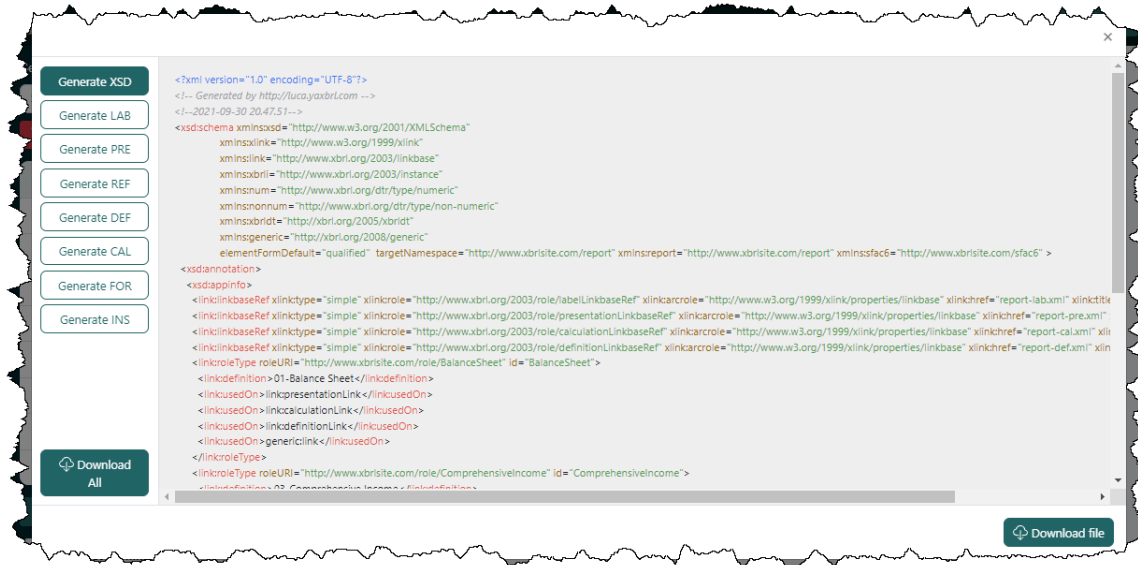 ×
Generate XSD
Generate LAB
Generate PRE
Generate REF
Generate DEF
Generate CAL
Generate FOR
Generate INS
Download
All
<?xml version="1.0" encoding="UTF-8"?>
<!-- Generated by http://luca.yaxbrl.com -->
<!--2021-09-30 20.47.51-->
<xsd:schema xmlns:xsd="http://www.w3.org/2001/XMLSchema"
xmlns:xlink="http://www.w3.org/1999/xlink"
xmlns:link="http://www.xbrl.org/2003/linkbase"
xmlns:xbrli="http://www.xbrl.org/2003/instance"
xmlns:num="http://www.xbrl.org/dtr/type/numeric"
xmlns:nonnum="http://www.xbrl.org/dtr/type/non-numeric"
xmlns:xbrldt="http://xbrl.org/2005/xbrldt"
xmlns:generic="http://xbrl.org/2008/generic"
elementFormDefault="qualified" targetNamespace="http://www.xbrlsite.com/report" xmlns:report="http://www.xbrlsite.com/report" xmlns:sfac6="http://www.xbrlsite.com/sfac6" >
<xsd:annotation>
<xsd:appinfo>
<link:linkbaseRef xlink:type="simple" xlink:role="http://www.xbrl.org/2003/role/labelLinkbaseRef" xlink:arcrole="http://www.w3.org/1999/xlink/properties/linkbase" xlink:href="report-lab.xml" xlink:title
<link:linkbaseRef xlink:type="simple" xlink:role="http://www.xbrl.org/2003/role/presentationLinkbaseRef" xlink:arcrole="http://www.w3.org/1999/xlink/properties/linkbase" xlink:href="report-pre.xml"
<link:linkbaseRef xlink:type="simple" xlink:role="http://www.xbrl.org/2003/role/calculationLinkbaseRef" xlink:arcrole="http://www.w3.org/1999/xlink/properties/linkbase" xlink:href="report-cal.xml" xlin
<link:linkbaseRef xlink:type="simple" xlink:role="http://www.xbrl.org/2003/role/definitionLinkbaseRef" xlink:arcrole="http://www.w3.org/1999/xlink/properties/linkbase" xlink:href="report-def.xml" xlin
<link:roleType roleURI="http://www.xbrlsite.com/role/BalanceSheet" id="BalanceSheet">
<link:definition>01-Balance Sheet</link:definition>
<link:usedOn>link:presentationLink</link:usedOn>
<link:usedOn>link:calculationLink</link:usedOn>
<link:usedOn>link:definitionLink</link:usedOn>
<link:usedOn>generic:link</link:usedOn>
</link:roleType>
<link:roleType roleURI="http://www.xbrlsite.com/role/ComprehensiveIncome" id="ComprehensiveIncome">
<link:definition>03-Comprehensive Income</link:definition>
Download file